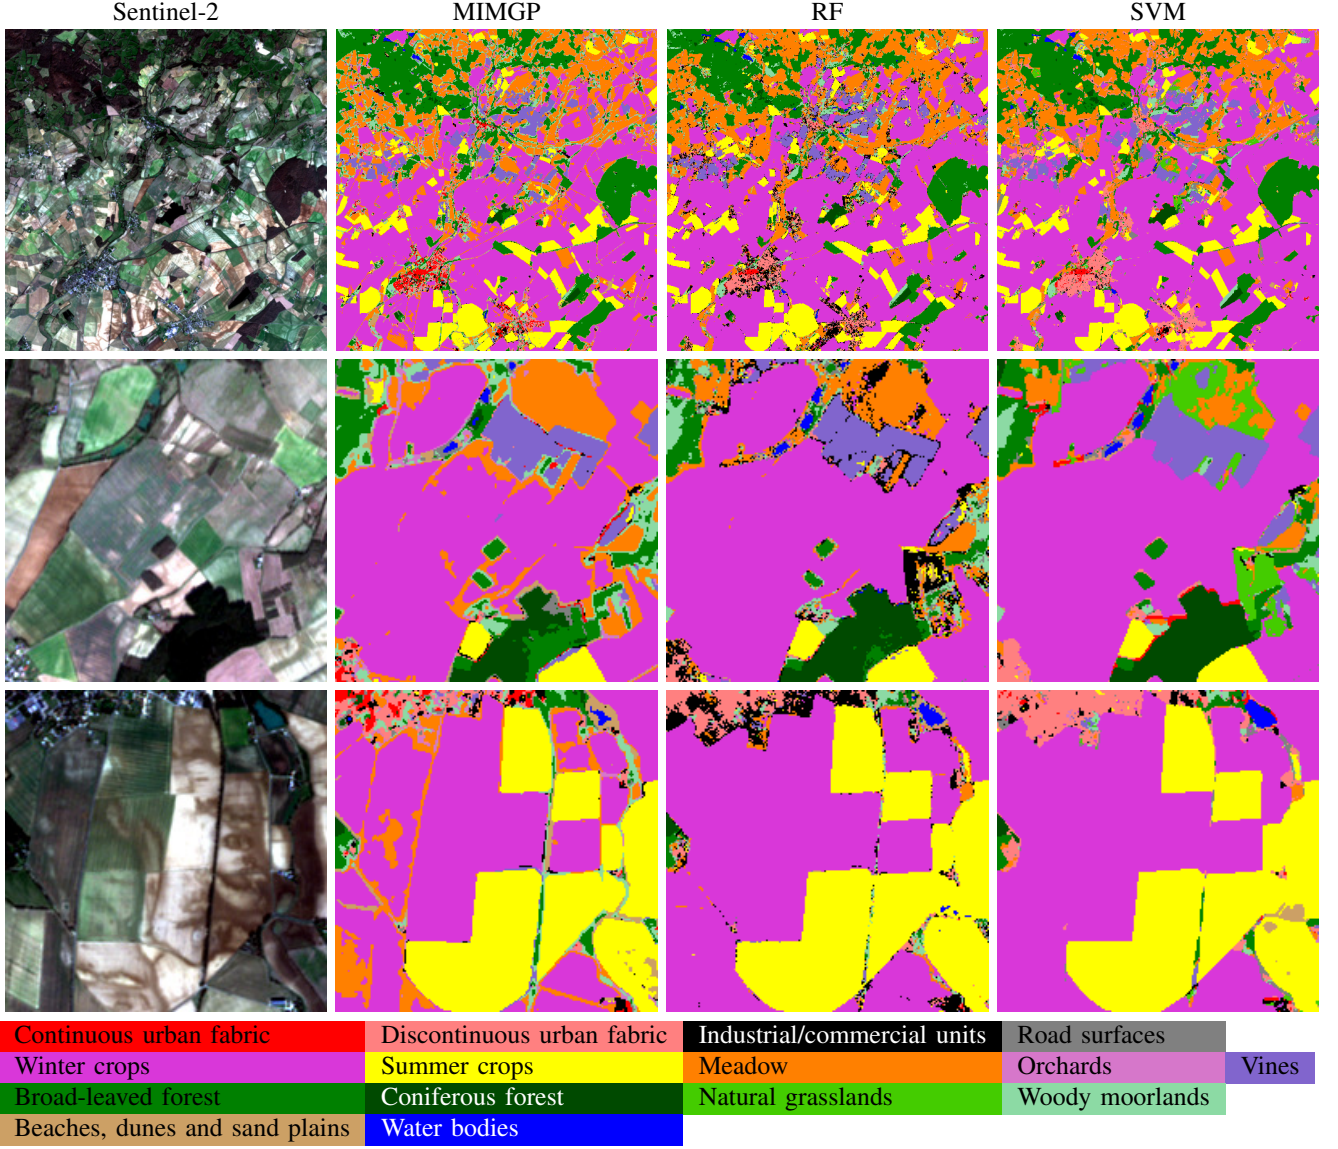 Sentinel-2 MIMGP RF SVM
Continuous urban fabric Discontinuous urban fabric Industrial/commercial units Road surfaces
Winter crops Summer crops Meadow Orchards Vines
Broad-leaved forest Coniferous forest Natural grasslands Woody moorlands
Beaches, dunes and sand plains Water bodies